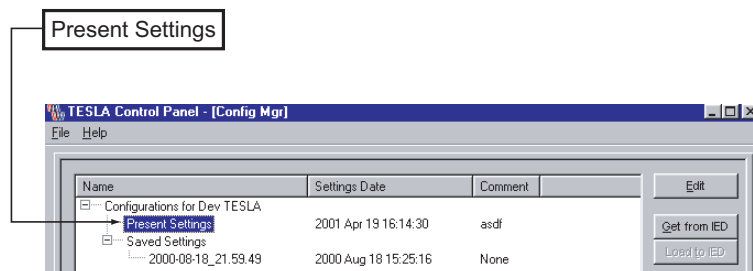 Present Settings
TESLA Control Panel - [Config Mgr]
File Help
Name Settings Date Comment Edit
Configurations for Dev TESLA
Present Settings 2001 Apr 19 16:14:30 asdf Get from IED
Saved Settings Load to IED
2000-08-18_21.59.49 2000 Aug 18 15:25:16 None